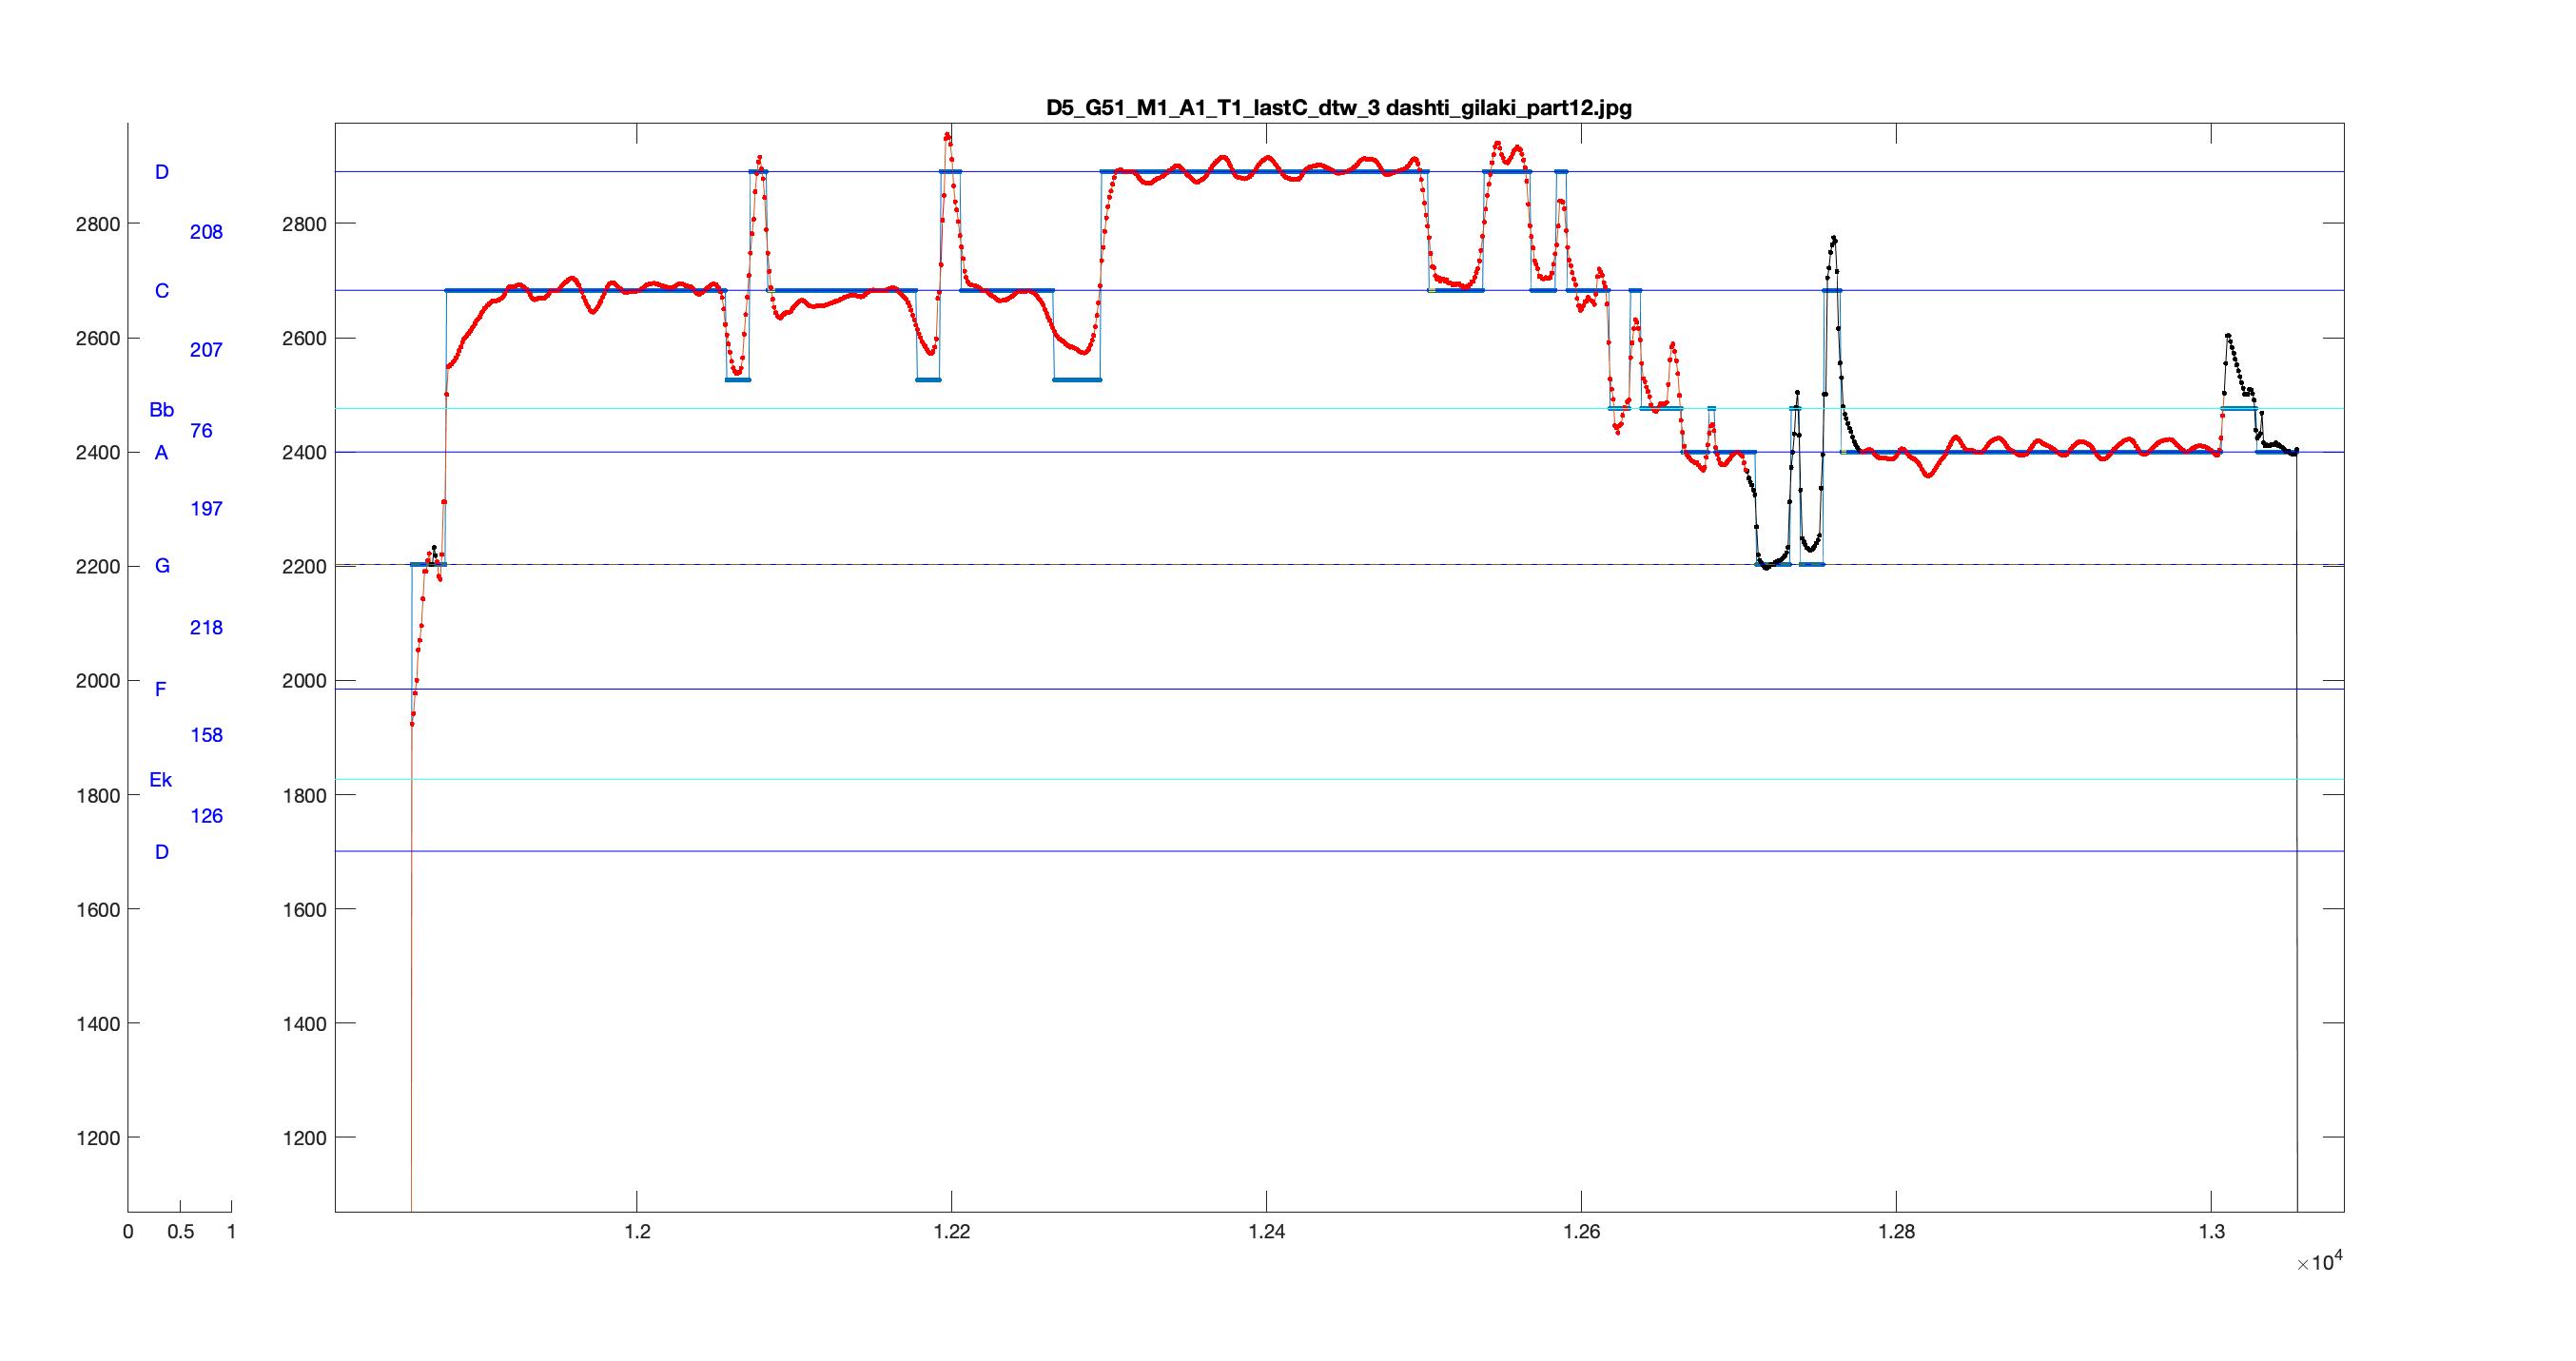 D5_G51_M1_A1_T1_lastC_dtw_3 dashti_gilaki_part12.jpg
D
2800 2800
208
C
2600 2600
207
Bb
76
2400 A 2400
197
2200 G 2200
218
2000 F 2000
158
Ek
1800 1800
126
D
1600 1600
1400 1400
1200 1200
0 0.5 1 1.2 1.22 1.24 1.26 1.28 1.3
×10^4